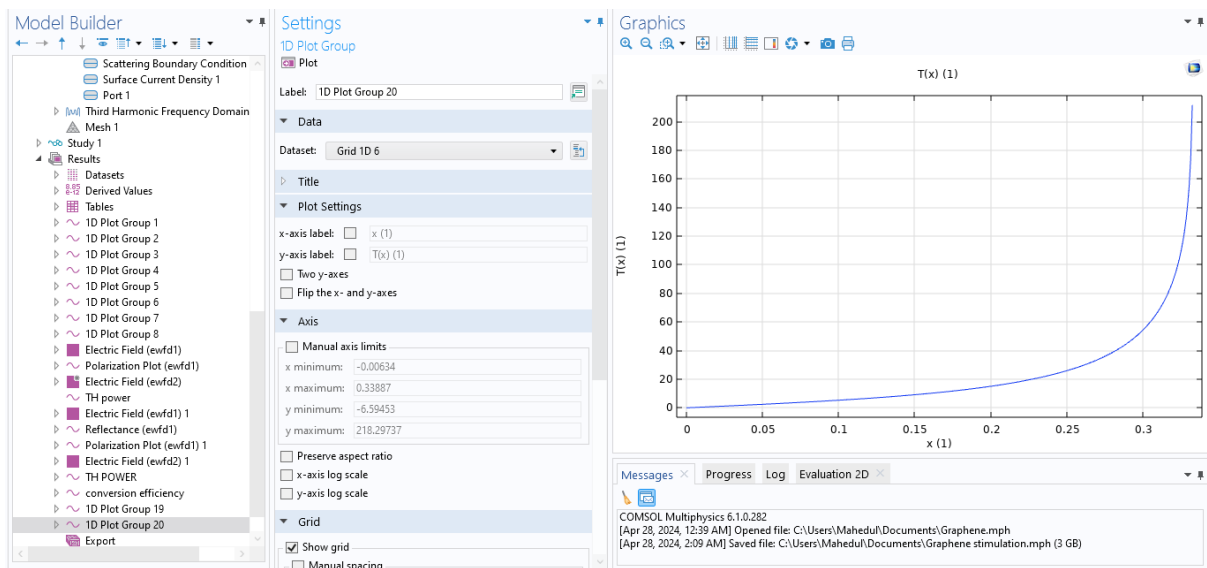 Model Builder
Scattering Boundary Condition
Surface Current Density 1
Port 1
Third Harmonic Frequency Domain
Mesh 1
Study 1
Results
Datasets
8.85
e-12
Derived Values
Tables
1D Plot Group 1
1D Plot Group 2
1D Plot Group 3
1D Plot Group 4
1D Plot Group 5
1D Plot Group 6
1D Plot Group 7
1D Plot Group 8
Electric Field (ewfd1)
Polarization Plot (ewfd1)
Electric Field (ewfd2)
TH power
Electric Field (ewfd1) 1
Reflectance (ewfd1)
Polarization Plot (ewfd1) 1
Electric Field (ewfd2) 1
TH POWER
conversion efficiency
1D Plot Group 19
1D Plot Group 20
Export
Settings
1D Plot Group
Plot
Label: 1D Plot Group 20
Data
Dataset: Grid 1D 6
Title
Plot Settings
x-axis label: x (1)
y-axis label: T(x) (1)
Two y-axes
Flip the x- and y-axes
Axis
Manual axis limits
x minimum: -0.00634
x maximum: 0.33887
y minimum: -6.59453
y maximum: 218.29737
Preserve aspect ratio
x-axis log scale
y-axis log scale
Grid
Show grid
Manual spacing
Graphics
T(x) (1)
200
180
160
140
120
100
80
60
40
20
0
T(x) (1)
0 0.05 0.1 0.15 0.2 0.25 0.3
x (1)
Messages Progress Log Evaluation 2D
COMSOL Multiphysics 6.1.0.282
[Apr 28, 2024, 12:39 AM] Opened file: C:\Users\Mahedul\Documents\Graphene.mph
[Apr 28, 2024, 2:09 AM] Saved file: C:\Users\Mahedul\Documents\Graphene stimulation.mph (3 GB)